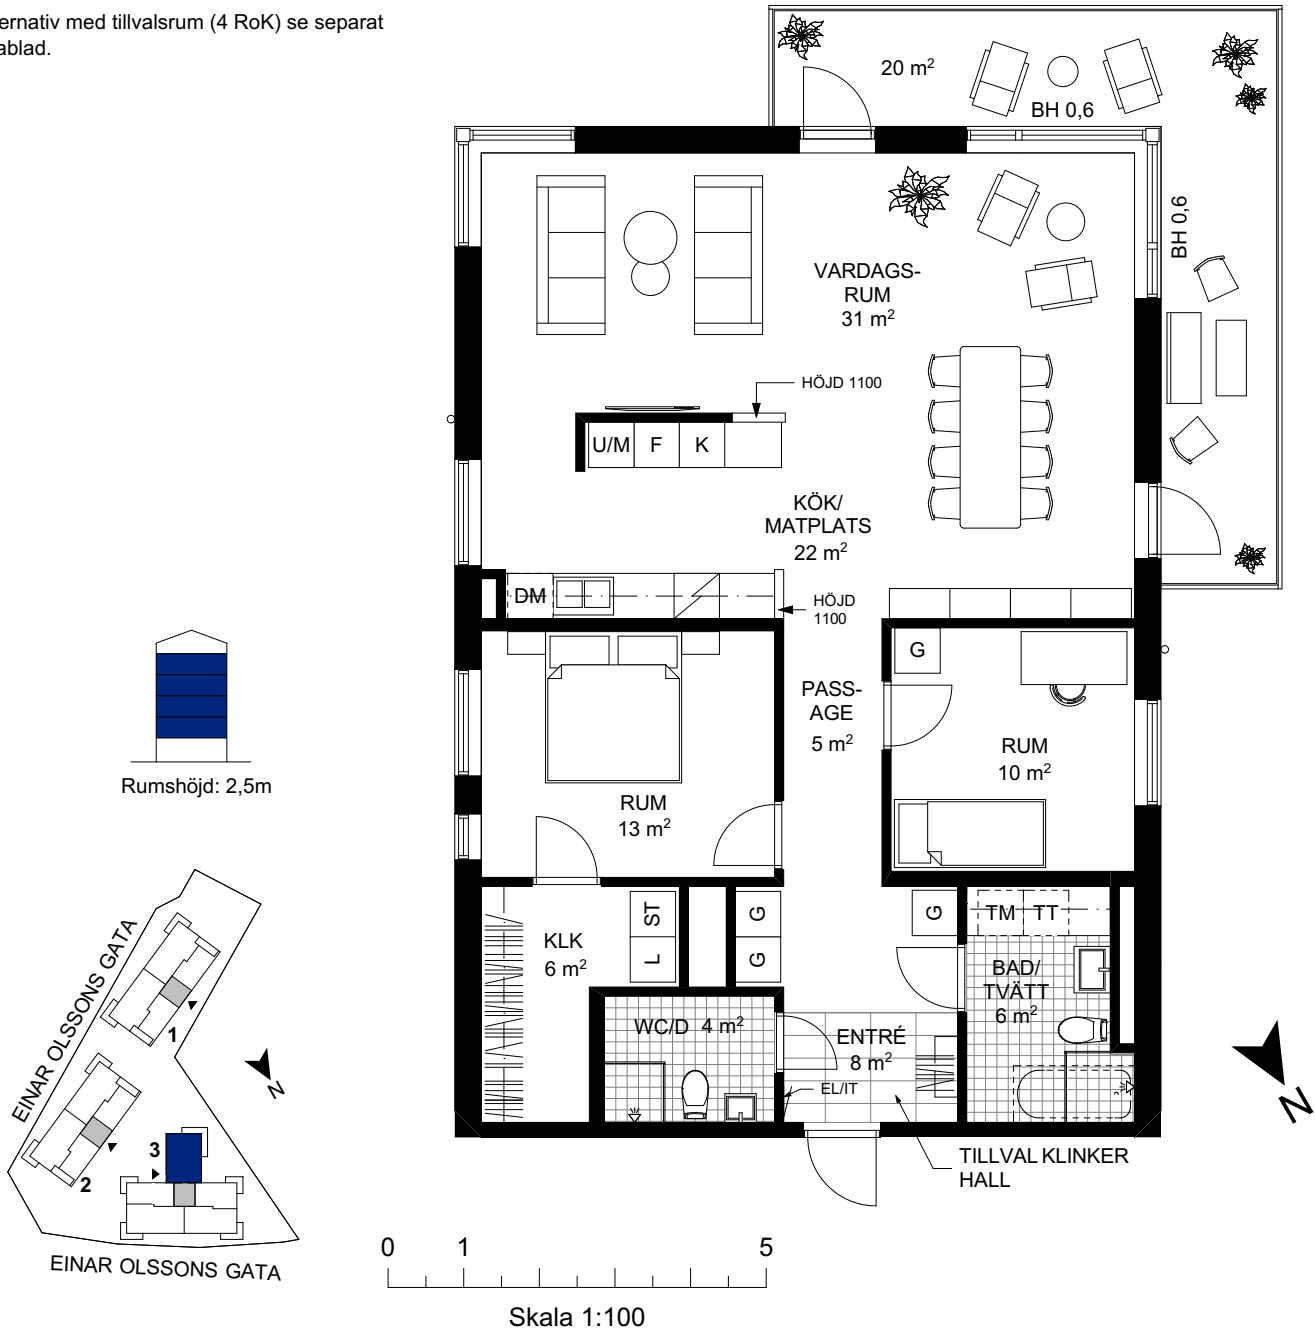 ernativ med tillvalsrum (4 RoK) se separat
ablad.
20 m²
BH 0,6
BH 0,6
VARDAGS-
RUM
31 m²
HÖJD 1100
U/M F K
KÖK/
MATPLATS
22 m²
DM
HÖJD
1100
G
PASS-
AGE
5 m²
RUM
10 m²
RUM
13 m²
Rumshöjd: 2,5m
ST
L
G
G
G
TM TT
KLK
6 m²
BAD/
TVÄTT
6 m²
WC/D 4 m²
ENTRÉ
8 m²
EL/IT
TILLVAL KLINKER
HALL
N
EINAR OLSSONS GATA
1
N
2
3
EINAR OLSSONS GATA
0 1 5
Skala 1:100